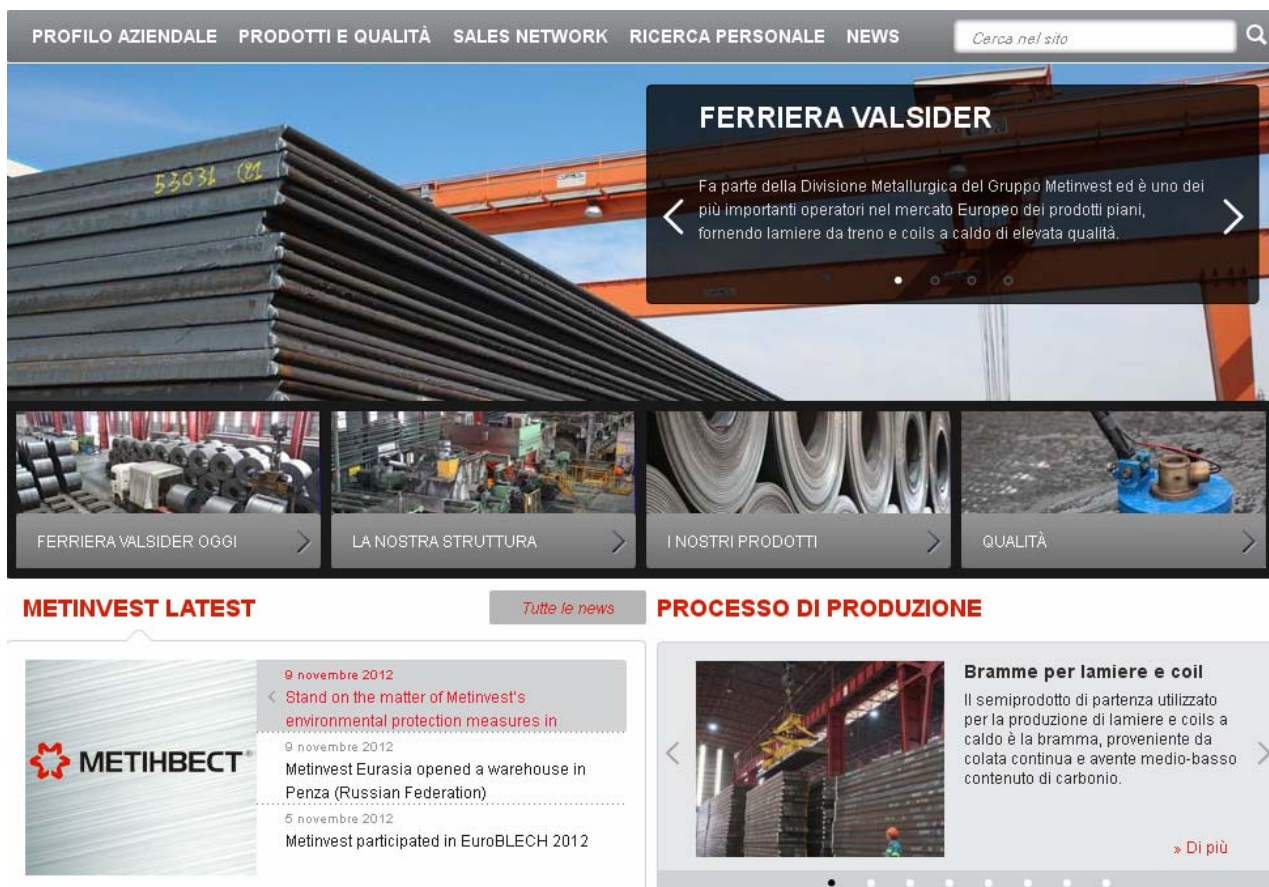 PROFILO AZIENDALE PRODOTTI E QUALITÀ SALES NETWORK RICERCA PERSONALE NEWS Cerca nel sito
53031
FERRIERA VALSIDER
Fa parte della Divisione Metallurgica del Gruppo Metinvest ed è uno dei
più importanti operatori nel mercato Europeo dei prodotti piani,
fornendo lamiere da treno e coils a caldo di elevata qualità.
FERRIERA VALSIDER OGGI
LA NOSTRA STRUTTURA
I NOSTRI PRODOTTI
QUALITÀ
METINVEST LATEST
Tutte le news
МЕТІНВЕСТ®
9 novembre 2012
Stand on the matter of Metinvest's
environmental protection measures in
9 novembre 2012
Metinvest Eurasia opened a warehouse in
Penza (Russian Federation)
5 novembre 2012
Metinvest participated in EuroBLECH 2012
PROCESSO DI PRODUZIONE
Bramme per lamiere e coil
Il semiprodotto di partenza utilizzato
per la produzione di lamiere e coils a
caldo è la bramma, proveniente da
colata continua e avente medio-basso
contenuto di carbonio.
» Di più